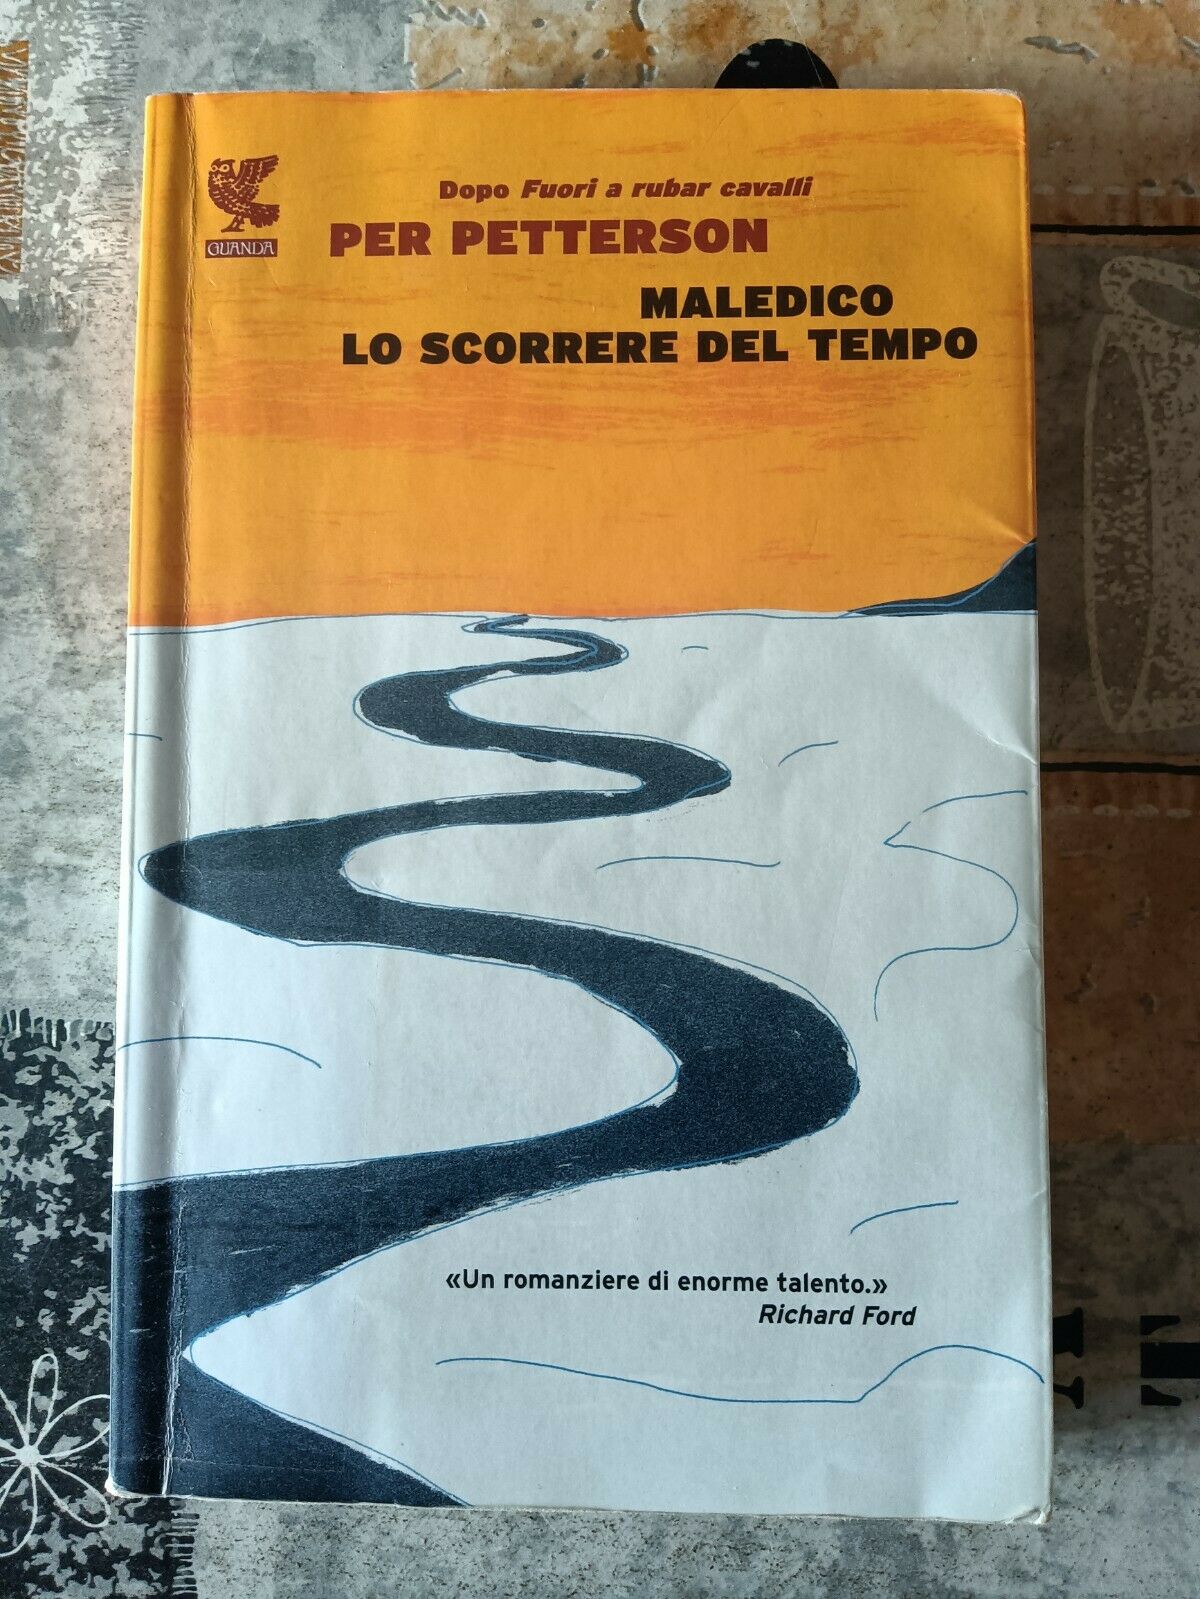 Dopo Fuori a rubar cavalli
GUANDA
PER PETTERSON
MALEDICO
LO SCORRERE DEL TEMPO
«Un romanziere di enorme talento.»
Richard Ford